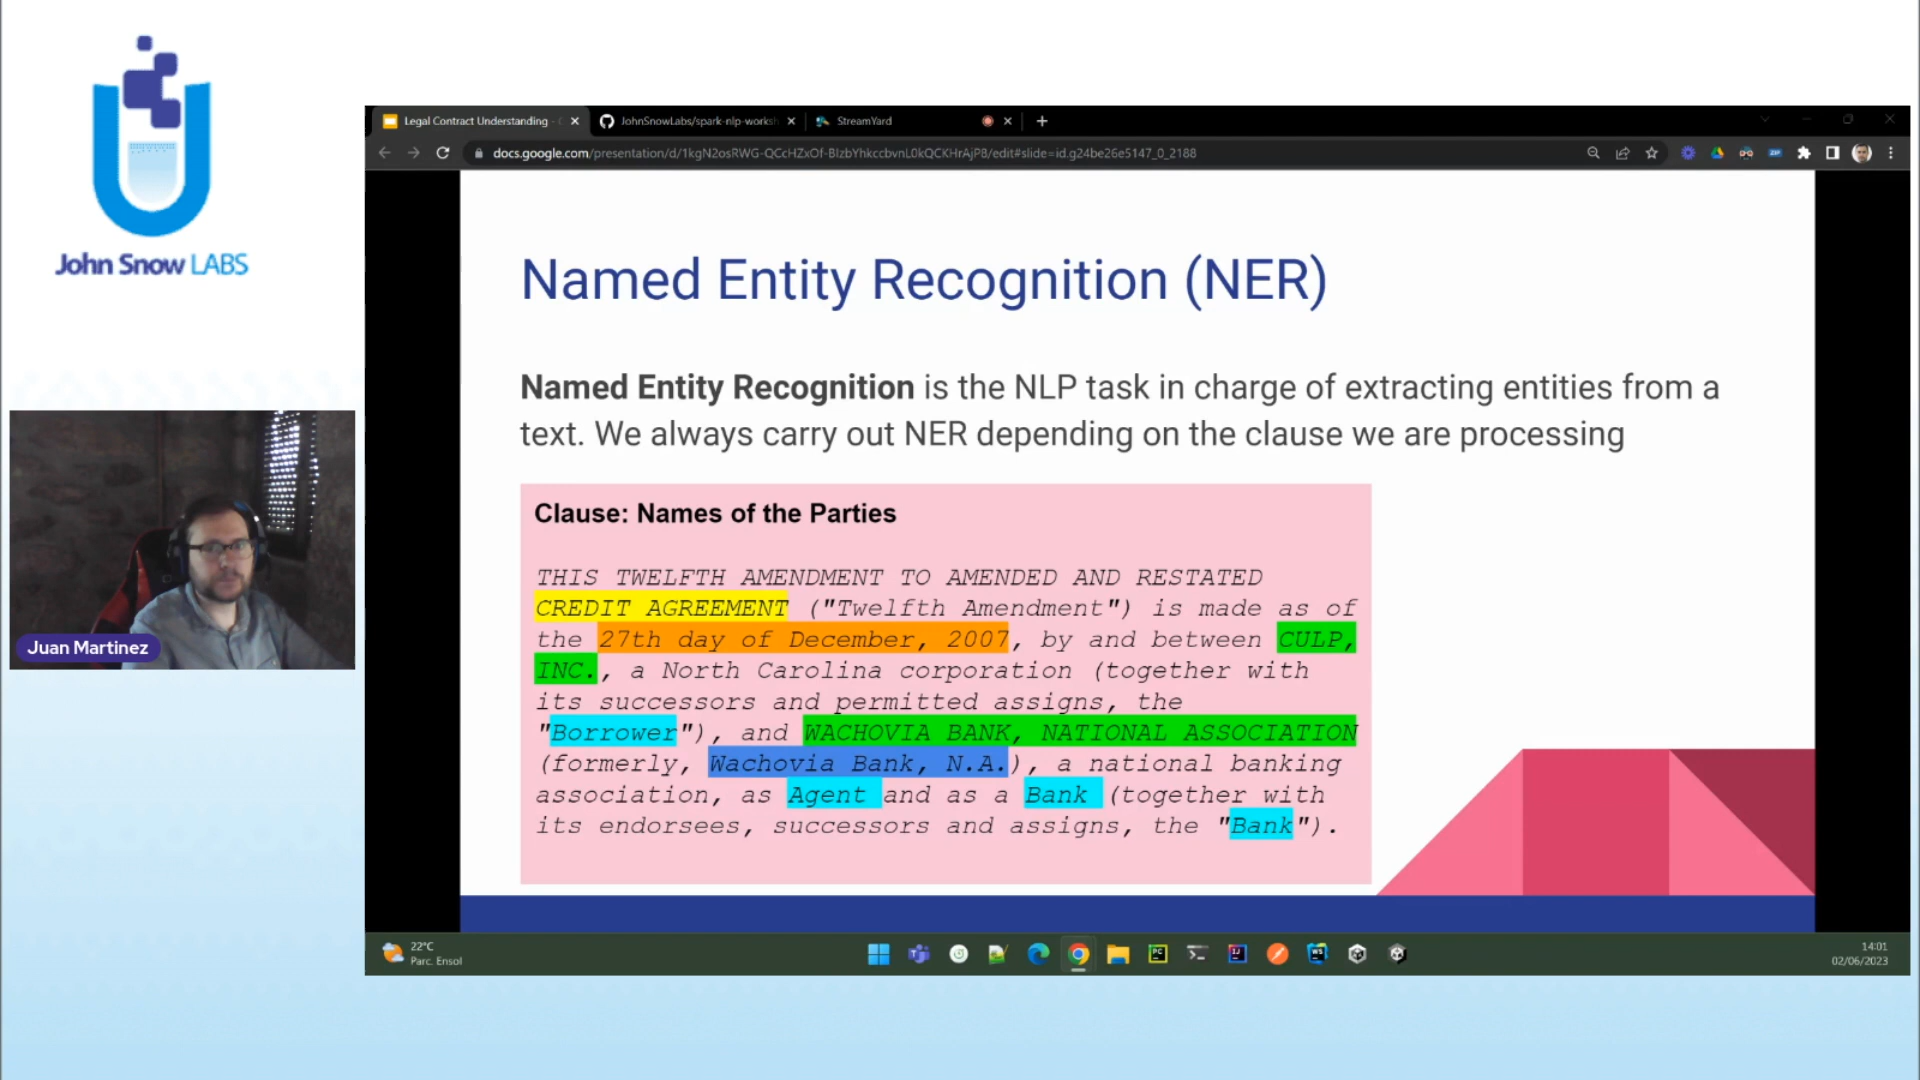 John Snow LABS
Legal Contract Understanding -
JohnSnowLabs/spark-nlp-worksh
StreamYard
docs.google.com/presentation/d/1kgN2osRWG-QCcHZxOf-BIzbYhkccbvnL0kQCKHrAjP8/edit#slide=id.g24be26e5147_0_2188
Named Entity Recognition (NER)
Named Entity Recognition is the NLP task in charge of extracting entities from a
text. We always carry out NER depending on the clause we are processing
Clause: Names of the Parties
THIS TWELFTH AMENDMENT TO AMENDED AND RESTATED
CREDIT AGREEMENT ("Twelfth Amendment") is made as of
the 27th day of December, 2007, by and between CULP,
INC., a North Carolina corporation (together with
its successors and permitted assigns, the
"Borrower"), and WACHOVIA BANK, NATIONAL ASSOCIATION
(formerly, Wachovia Bank, N.A.), a national banking
association, as Agent and as a Bank (together with
its endorsees, successors and assigns, the "Bank").
Juan Martinez
22°C
Parc. Ensol
14:01
02/06/2023